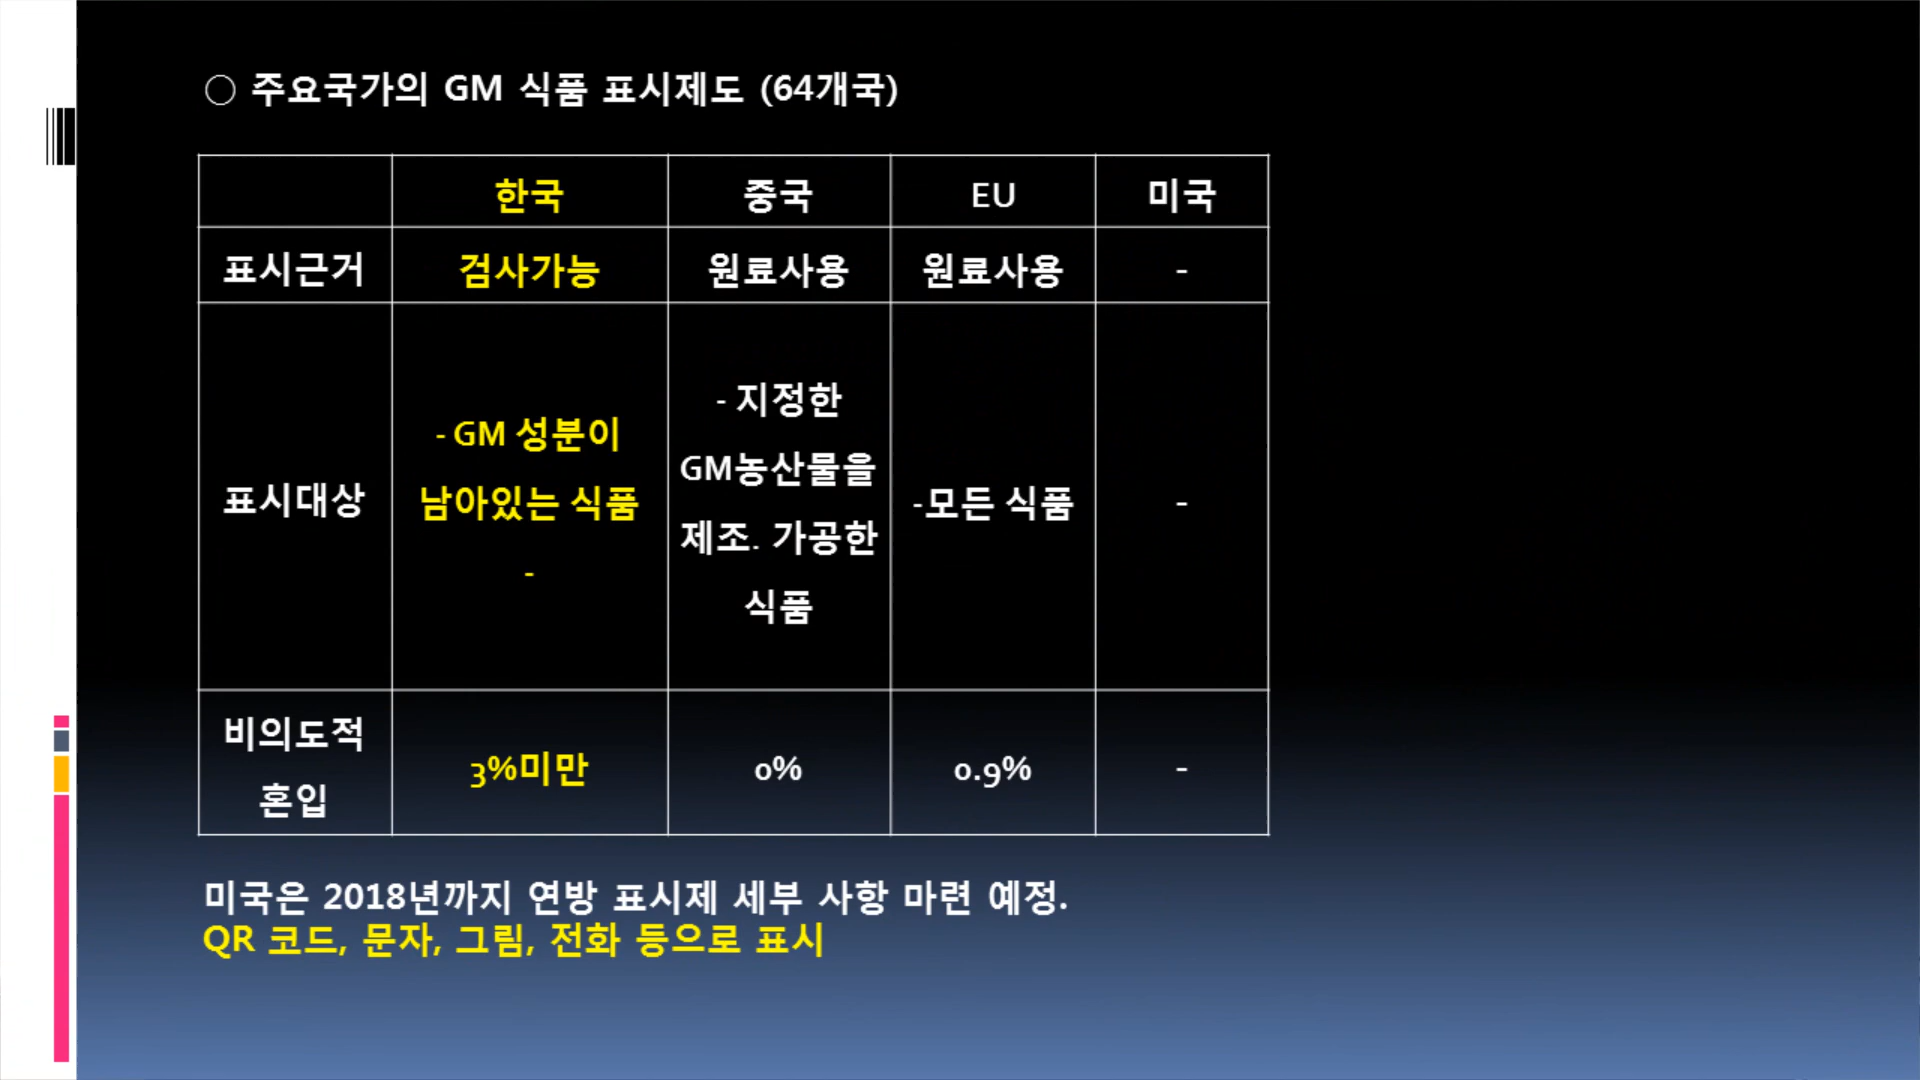 ○ 주요국가의 GM 식품 표시제도 (64개국)
한국 중국 EU 미국
표시근거 검사가능 원료사용 원료사용 -
표시대상
- GM 성분이
남아있는 식품
-
- 지정한
GM농산물을
제조. 가공한
식품
-모든 식품
-
비의도적
혼입
3%미만 0% 0.9% -
미국은 2018년까지 연방 표시제 세부 사항 마련 예정.
QR 코드, 문자, 그림, 전화 등으로 표시